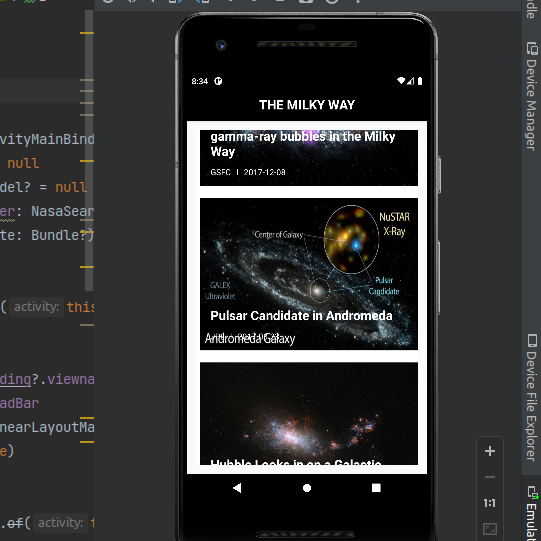 8:34
THE MILKY WAY
gamma-ray bubbles in the Milky
Way
GSFC | 2017-12-08
NuSTAR
X-Ray
Center of Galaxy
Pulsar
Candidate
GALEX
Ultraviolet
Pulsar Candidate in Andromeda
Andromeda Galaxy
Hubble Looks in on a Galactic
vityMainBind
null
del? = null
er: NasaSear
te: Bundle?)
( activity: this
ding?.viewna
adBar
nearLayoutMa
e)
.of( activity:
1:1
Device Manager
Device File Explorer
Emulat